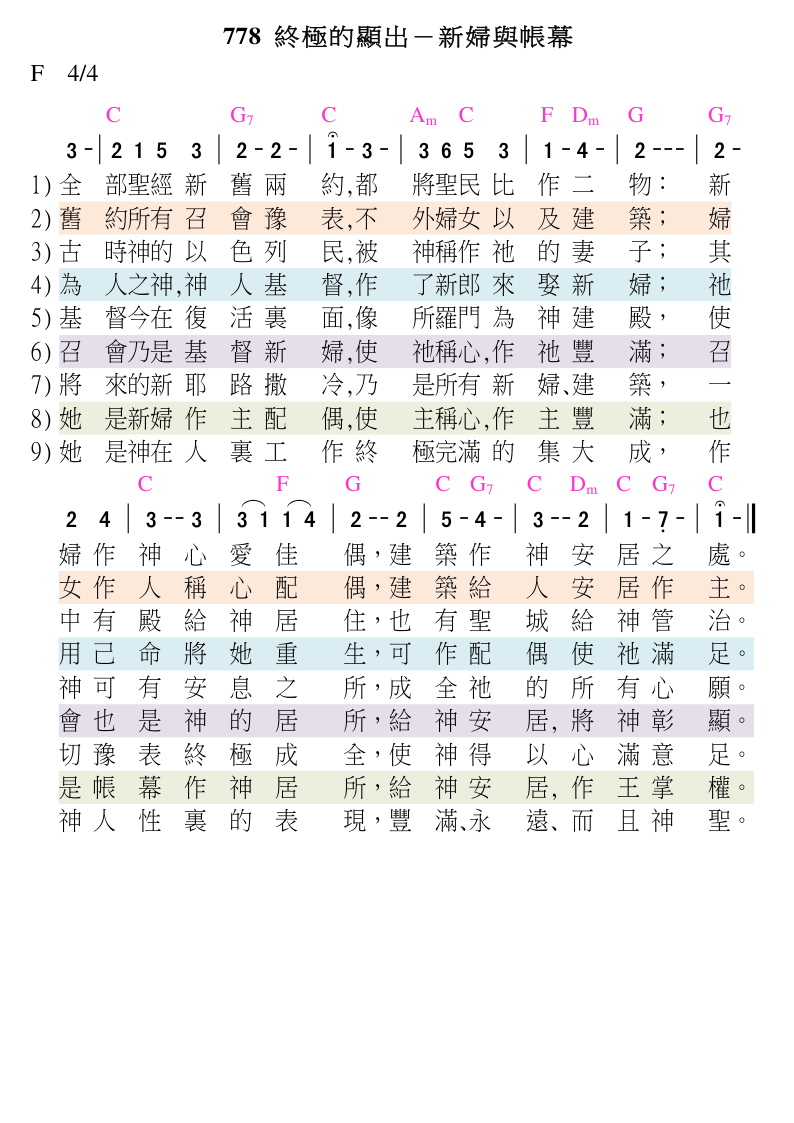 778 終極的顯出－新婦與帳幕
F 4/4
C G7 C Am C F Dm G G7
3 - | 2 1 5 3 | 2 - 2 - | 1 - 3 - | 3 6 5 3 | 1 - 4 - | 2 - - - | 2 -
1) 全 部聖經 新 舊 兩 約,都 將聖民 比 作 二 物： 新
2) 舊 約所有 召 會 豫 表,不 外婦女 以 及 建 築； 婦
3) 古 時神的 以 色 列 民,被 神稱作 祂 的 妻 子； 其
4) 為 人之神,神 人 基 督,作 了新郎 來 娶 新 婦； 祂
5) 基 督今在 復 活 裏 面,像 所羅門 為 神 建 殿， 使
6) 召 會乃是 基 督 新 婦,使 祂稱心,作 祂 豐 滿； 召
7) 將 來的新 耶 路 撒 冷,乃 是所有 新 婦、建 築， 一
8) 她 是新婦 作 主 配 偶,使 主稱心,作 主 豐 滿； 也
9) 她 是神在 人 裏 工 作 終 極完滿 的 集 大 成， 作
C F G C G7 C Dm C G7 C
2 4 | 3 - - 3 | 3 1 1 4 | 2 - - 2 | 5 - 4 - | 3 - - 2 | 1 - 7 - | 1 - ||
婦 作 神 心 愛 佳 偶，建 築 作 神 安 居 之 處。
女 作 人 稱 心 配 偶，建 築 給 人 安 居 作 主。
中 有 殿 給 神 居 住，也 有 聖 城 給 神 管 治。
用 己 命 將 她 重 生，可 作 配 偶 使 祂 滿 足。
神 可 有 安 息 之 所，成 全 祂 的 所 有 心 願。
會 也 是 神 的 居 所，給 神 安 居, 將 神 彰 顯。
切 豫 表 終 極 成 全，使 神 得 以 心 滿 意 足。
是 帳 幕 作 神 居 所，給 神 安 居, 作 王 掌 權。
神 人 性 裏 的 表 現，豐 滿、永 遠、而 且 神 聖。